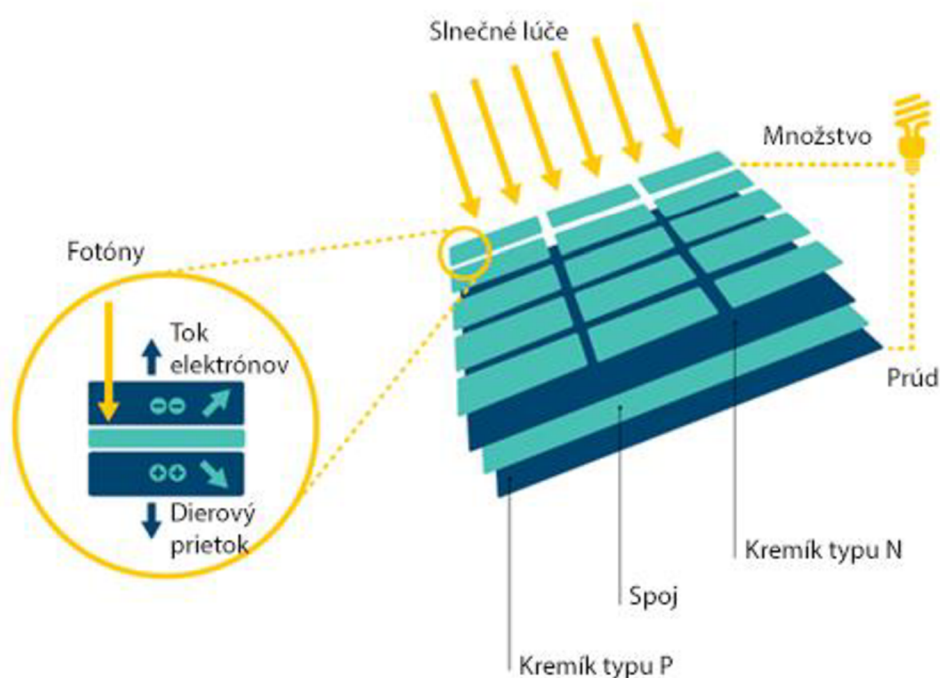 Slnečné lúče
Množstvo
Fotóny
Tok
elektrónov
Prúd
Dierový
prietok
Kremík typu N
Spoj
Kremík typu P